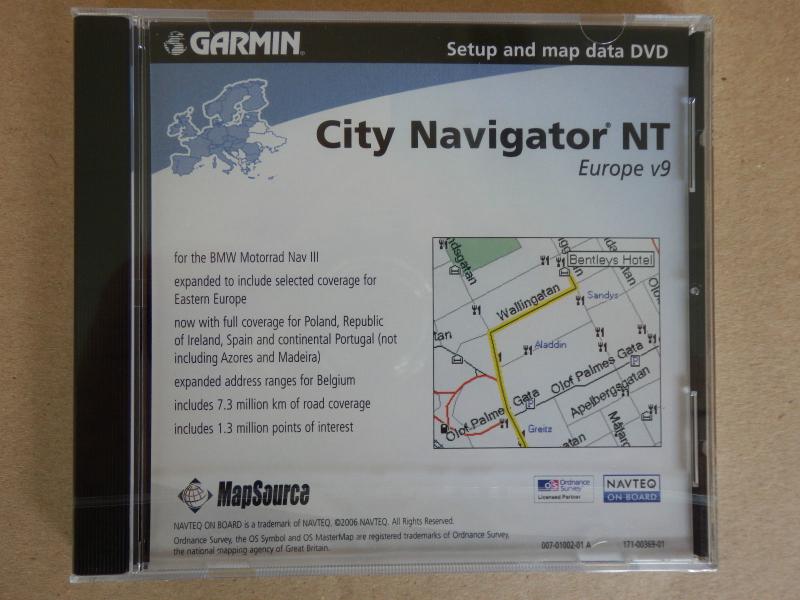 GARMIN
Setup and map data DVD
City Navigator® NT
Europe v9
for the BMW Motorrad Nav III
expanded to include selected coverage for
Eastern Europe
now with full coverage for Poland, Republic
of Ireland, Spain and continental Portugal (not
including Azores and Madeira)
expanded address ranges for Belgium
includes 7.3 million km of road coverage
includes 1.3 million points of interest
Bentleys Hotel
Wallingatan
Sandys
Aladdin
Olof Palmes Gata
Apelbergsgatan
Olof Palmes Gata
Greitz
MapSource
OS Ordnance
Survey
Licensed Partner
NAVTEQ
ON BOARD
NAVTEQ ON BOARD is a trademark of NAVTEQ. ©2006 NAVTEQ. All Rights Reserved.
Ordnance Survey, the OS Symbol and OS MasterMap are registered trademarks of Ordnance Survey,
the national mapping agency of Great Britain.
007-01002-01 A
171-00369-01